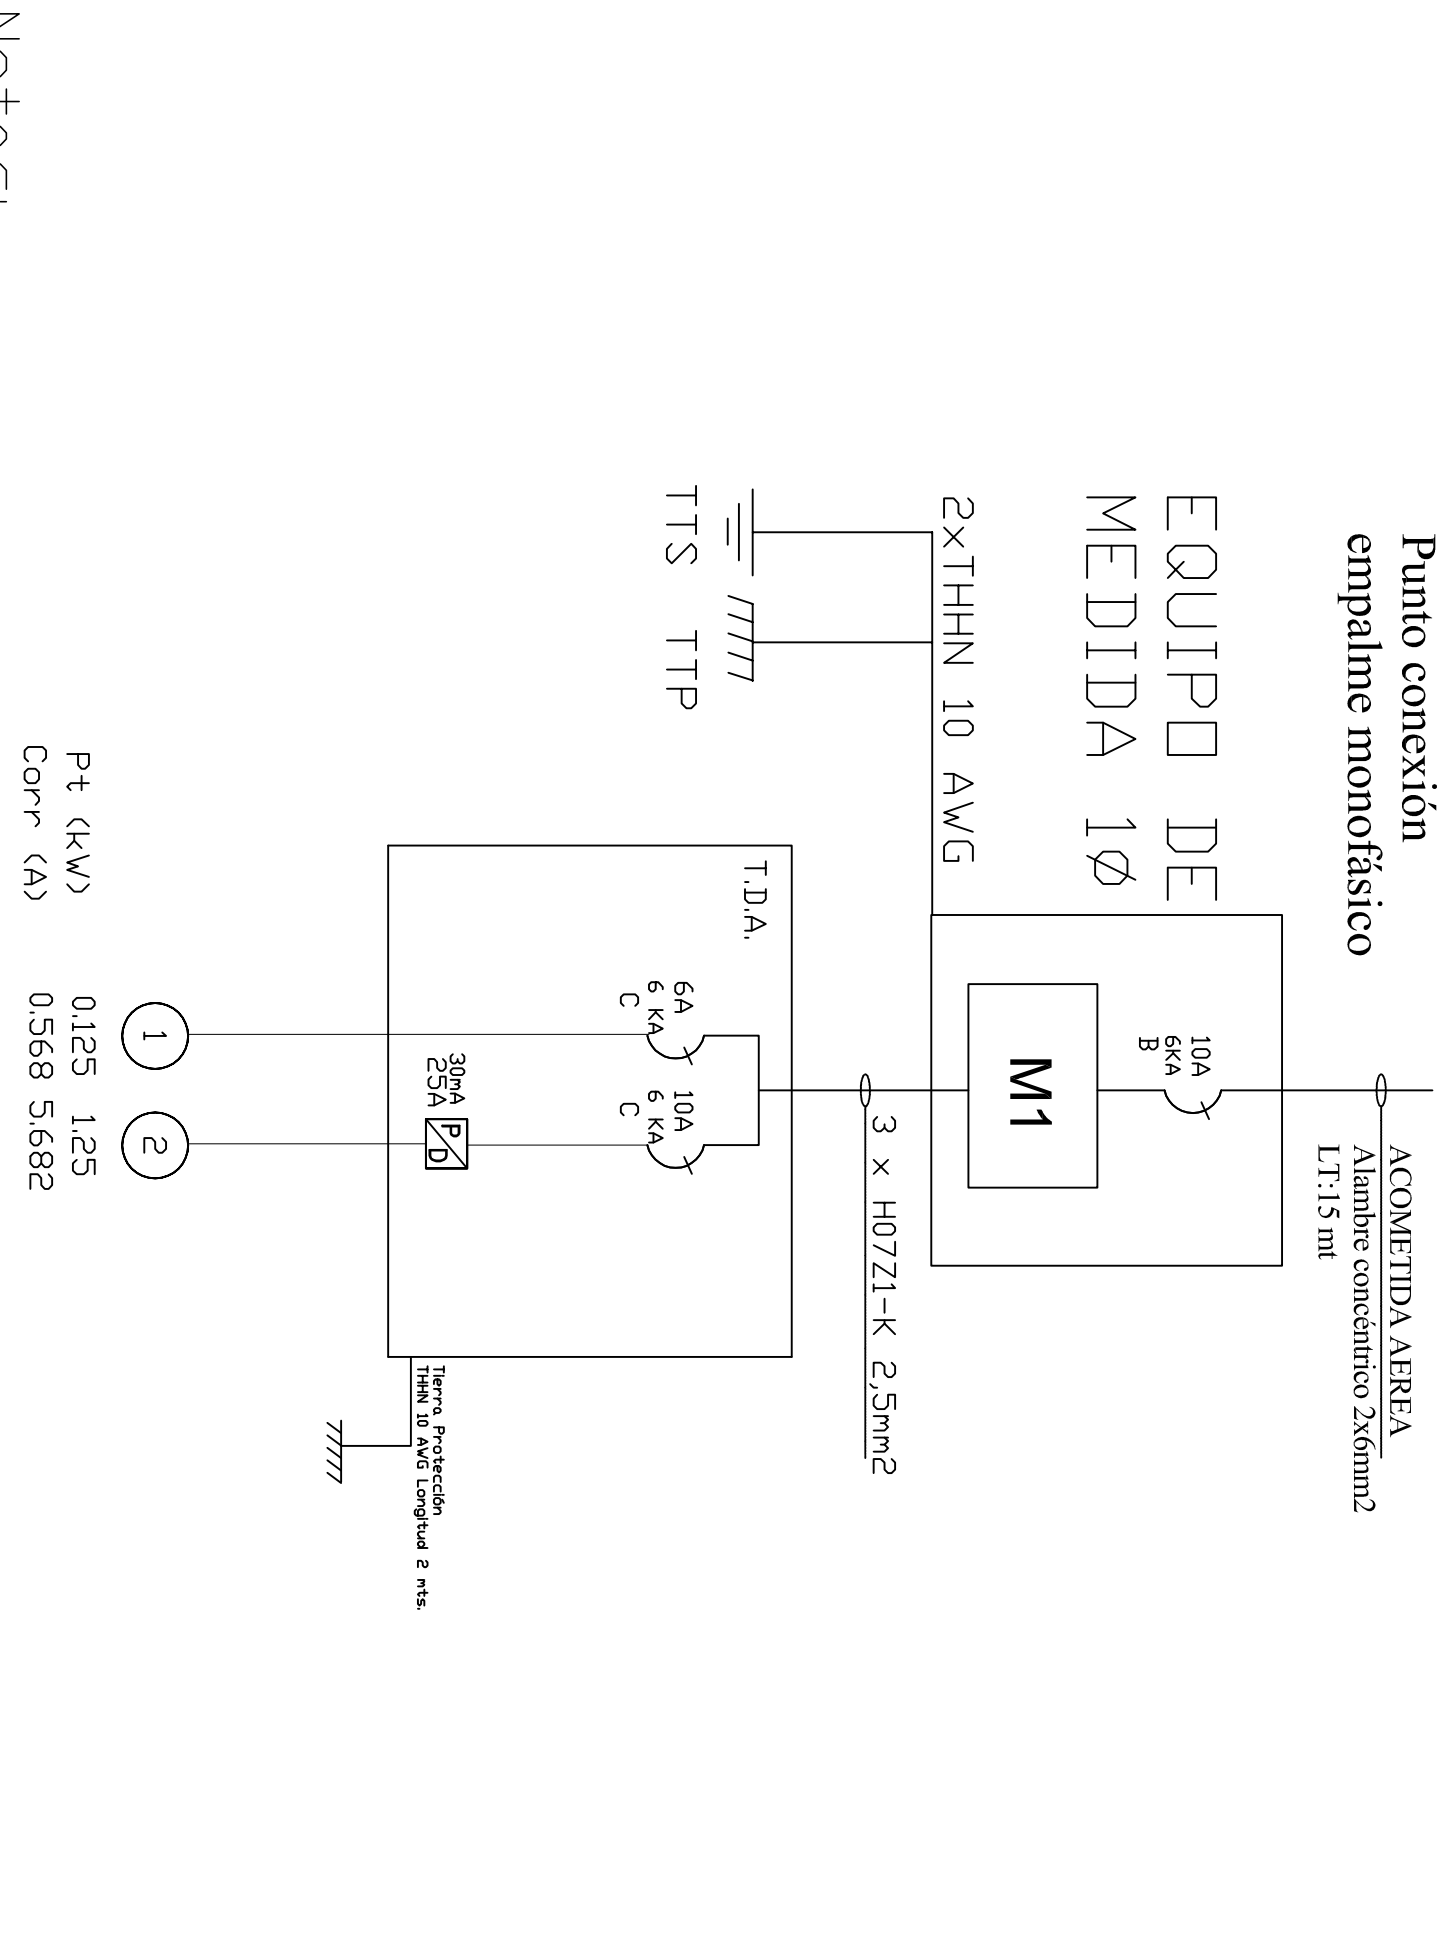 Punto conexión
empalme monofásico
ACOMETIDA AEREA
Alambre concéntrico 2x6mm2
LT:15 mt
EQUIPO DE
MEDIDA 1Ø
10A
6KA
B
M1
2xTHHN 10 AWG
TTS TTP
3 x H07Z1-K 2,5mm2
T.D.A.
6A
6 KA
C
10A
6 KA
C
30mA
25A
P
D
Tierra Protección
THHN 10 AWG Longitud 2 mts.
1
2
Pt (kW) 0.125 1.25
Corr (A) 0.568 5.682